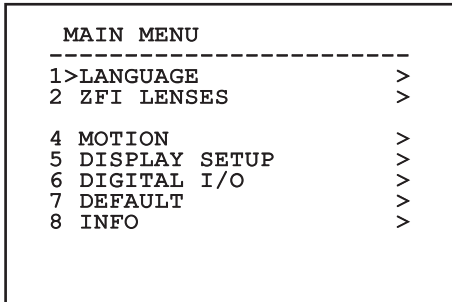 MAIN MENU
--------------------------
1>LANGUAGE >
2 ZFI LENSES >
4 MOTION >
5 DISPLAY SETUP >
6 DIGITAL I/O >
7 DEFAULT >
8 INFO >